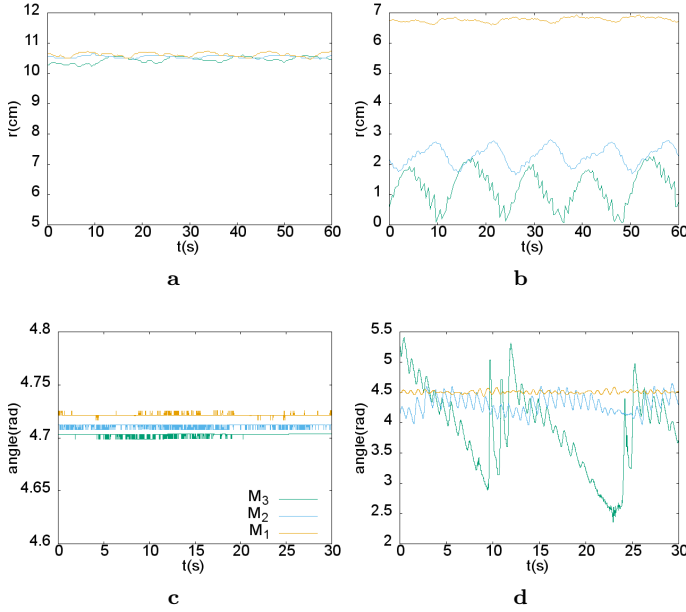 12
11
10
9
8
7
6
5
r(cm)
0 10 20 30 40 50 60
t(s)
a
7
6
5
4
3
2
1
0
r(cm)
0 10 20 30 40 50 60
t(s)
b
4.8
4.75
4.7
4.65
4.6
angle(rad)
M3
M2
M1
0 5 10 15 20 25 30
t(s)
c
5.5
5
4.5
4
3.5
3
2.5
2
angle(rad)
0 5 10 15 20 25 30
t(s)
d